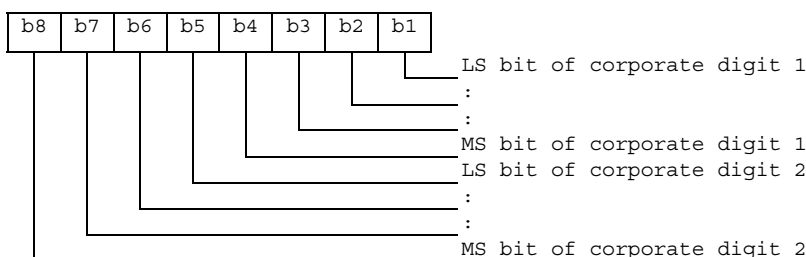 b8 b7 b6 b5 b4 b3 b2 b1
LS bit of corporate digit 1
:
:
MS bit of corporate digit 1
LS bit of corporate digit 2
:
:
MS bit of corporate digit 2